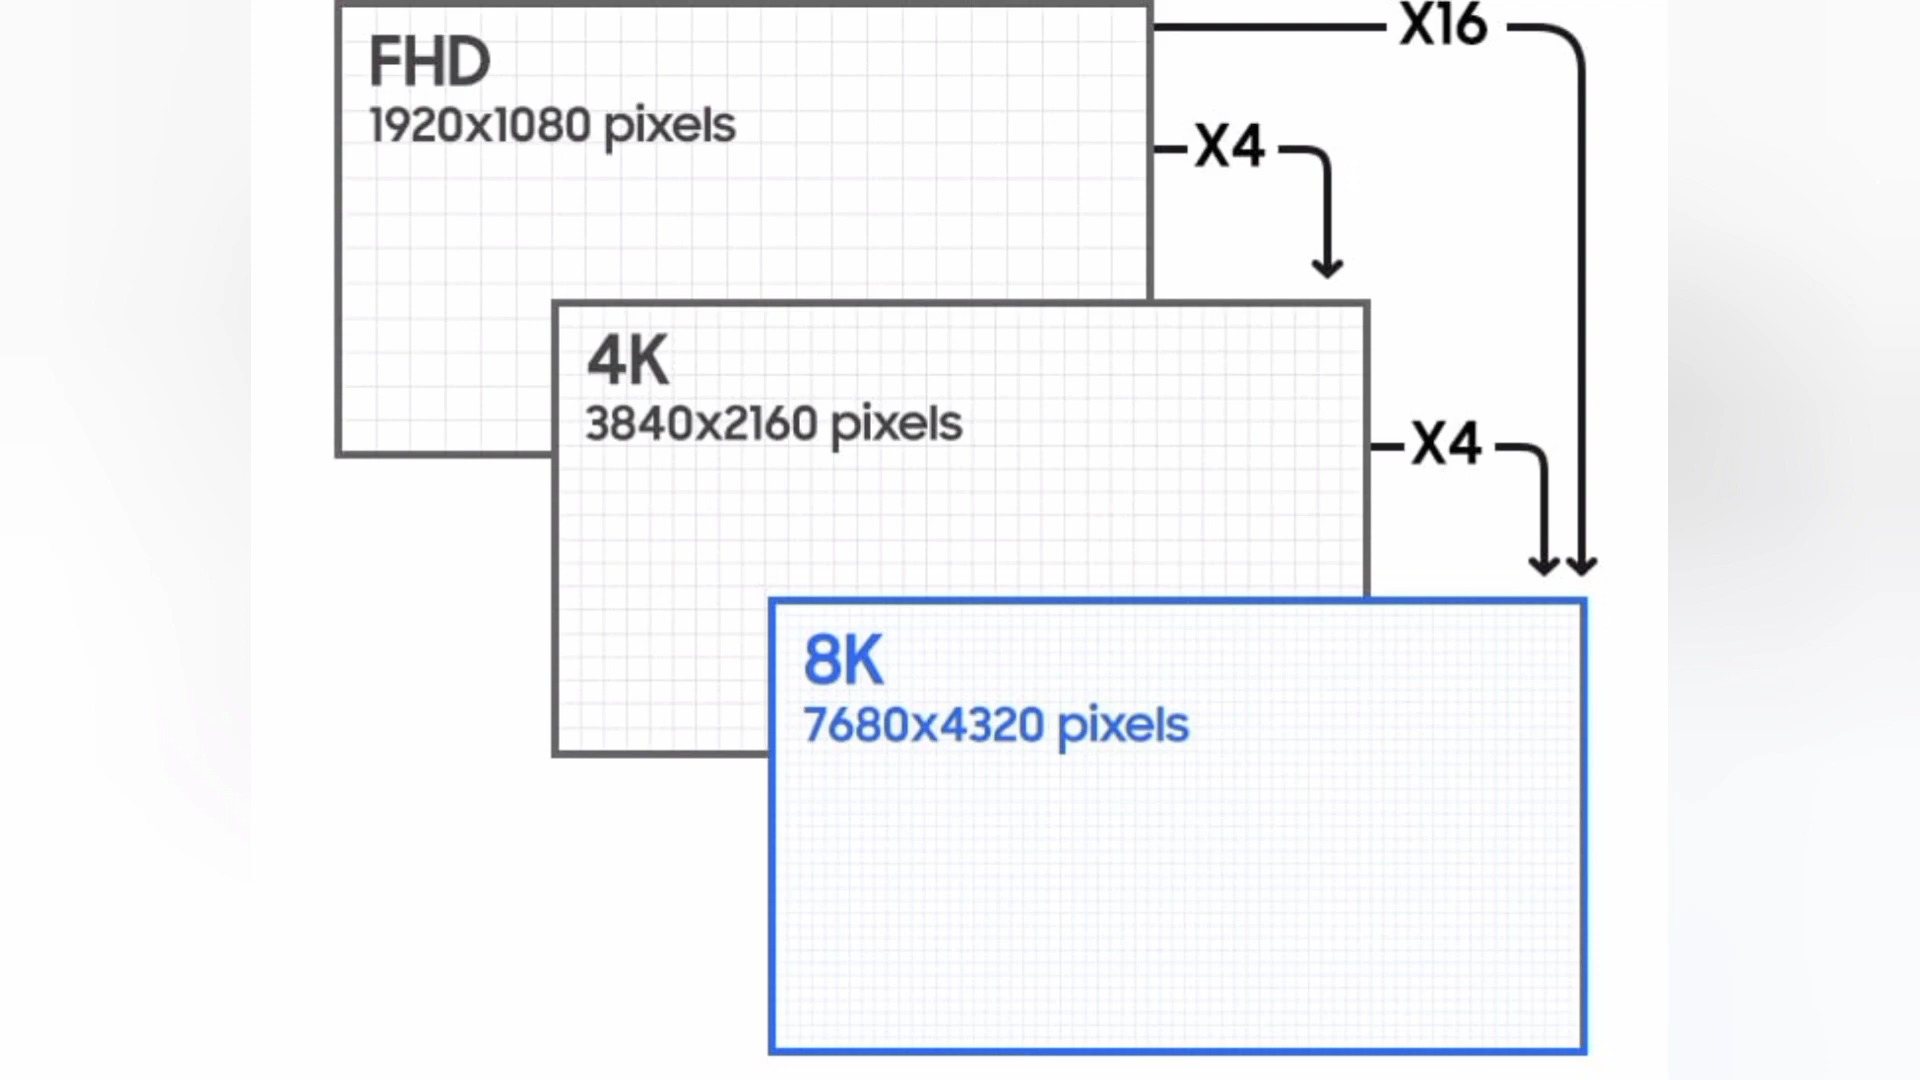 FHD
1920x1080 pixels
X16
X4
4K
3840x2160 pixels
X4
8K
7680x4320 pixels